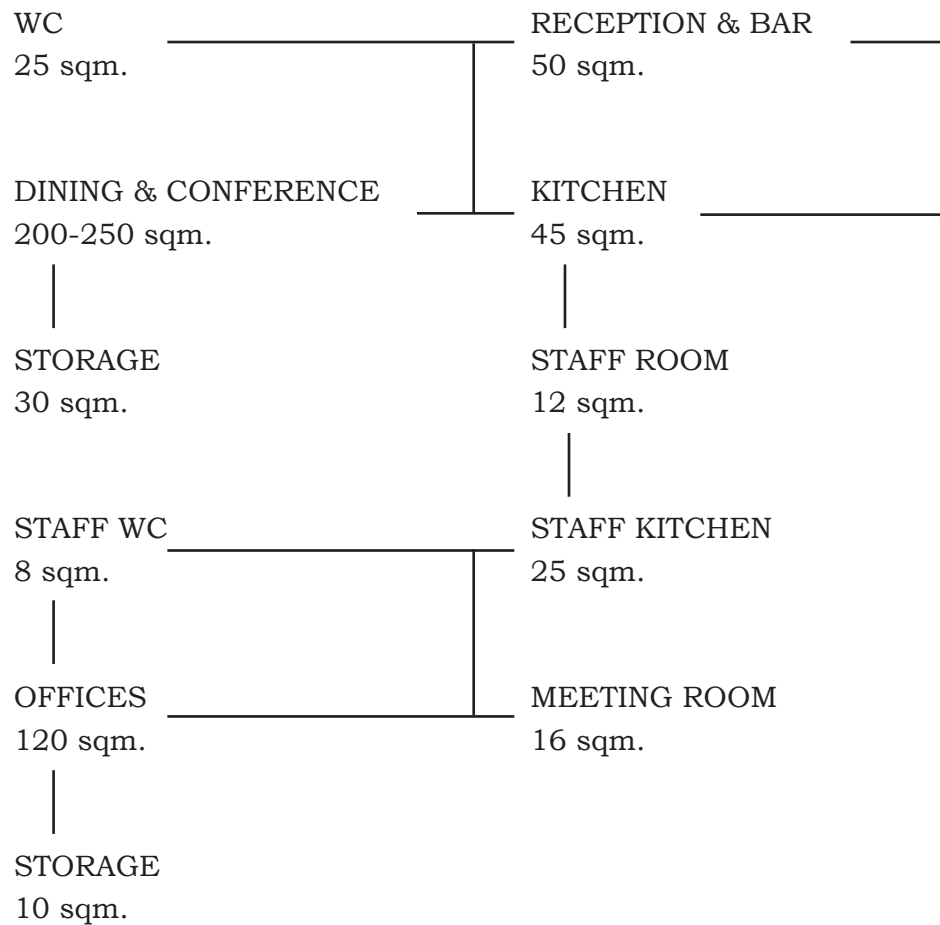 WC
25 sqm.
RECEPTION & BAR
50 sqm.
DINING & CONFERENCE
200-250 sqm.
KITCHEN
45 sqm.
STORAGE
30 sqm.
STAFF ROOM
12 sqm.
STAFF WC
8 sqm.
STAFF KITCHEN
25 sqm.
OFFICES
120 sqm.
MEETING ROOM
16 sqm.
STORAGE
10 sqm.